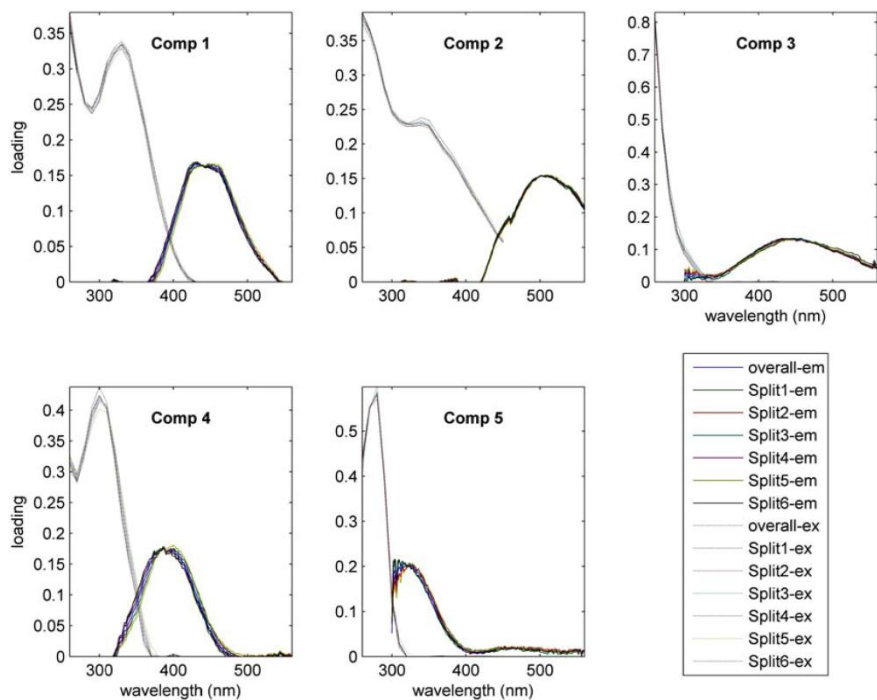 Comp 1
Comp 2
Comp 3
loading
0.35
0.3
0.25
0.2
0.15
0.1
0.05
0
300
400
500
0.35
0.3
0.25
0.2
0.15
0.1
0.05
0
300
400
500
0.8
0.7
0.6
0.5
0.4
0.3
0.2
0.1
0
300
400
500
wavelength (nm)
Comp 4
Comp 5
loading
0.4
0.35
0.3
0.25
0.2
0.15
0.1
0.05
0
300
400
500
wavelength (nm)
0.5
0.4
0.3
0.2
0.1
0
300
400
500
wavelength (nm)
overall-em
Split1-em
Split2-em
Split3-em
Split4-em
Split5-em
Split6-em
overall-ex
Split1-ex
Split2-ex
Split3-ex
Split4-ex
Split5-ex
Split6-ex